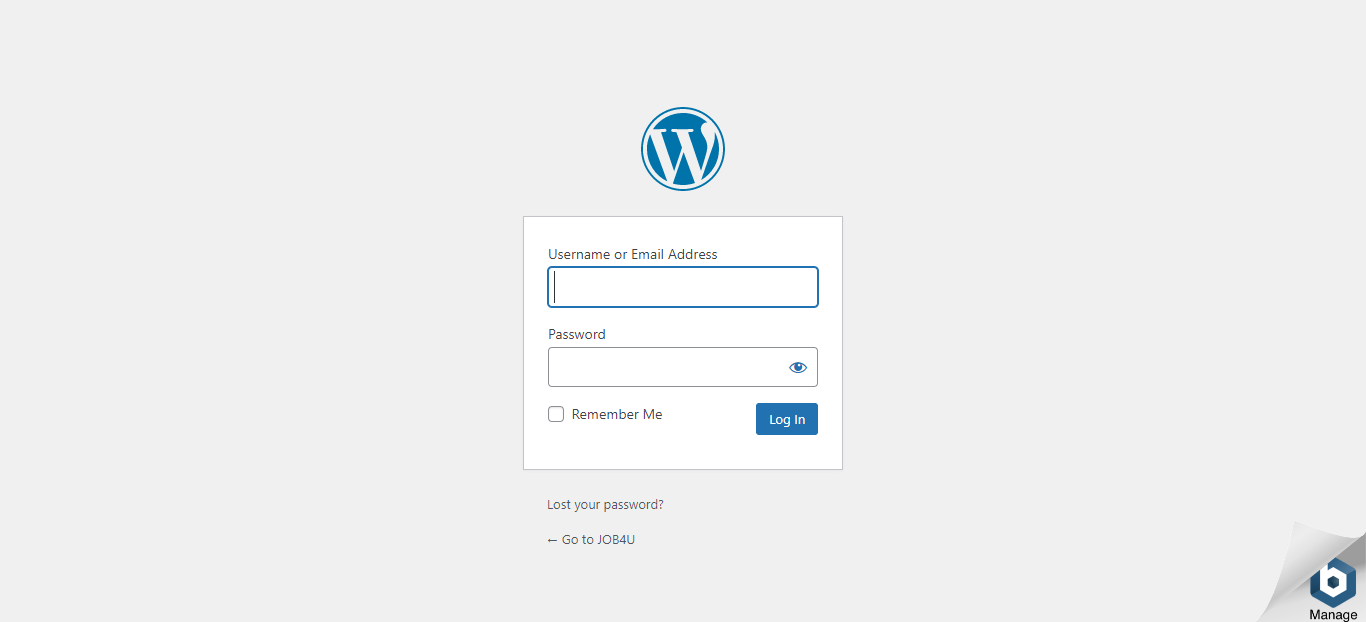 Username or Email Address
Password
Remember Me
Log In
Lost your password?
← Go to JOB4U
Manage